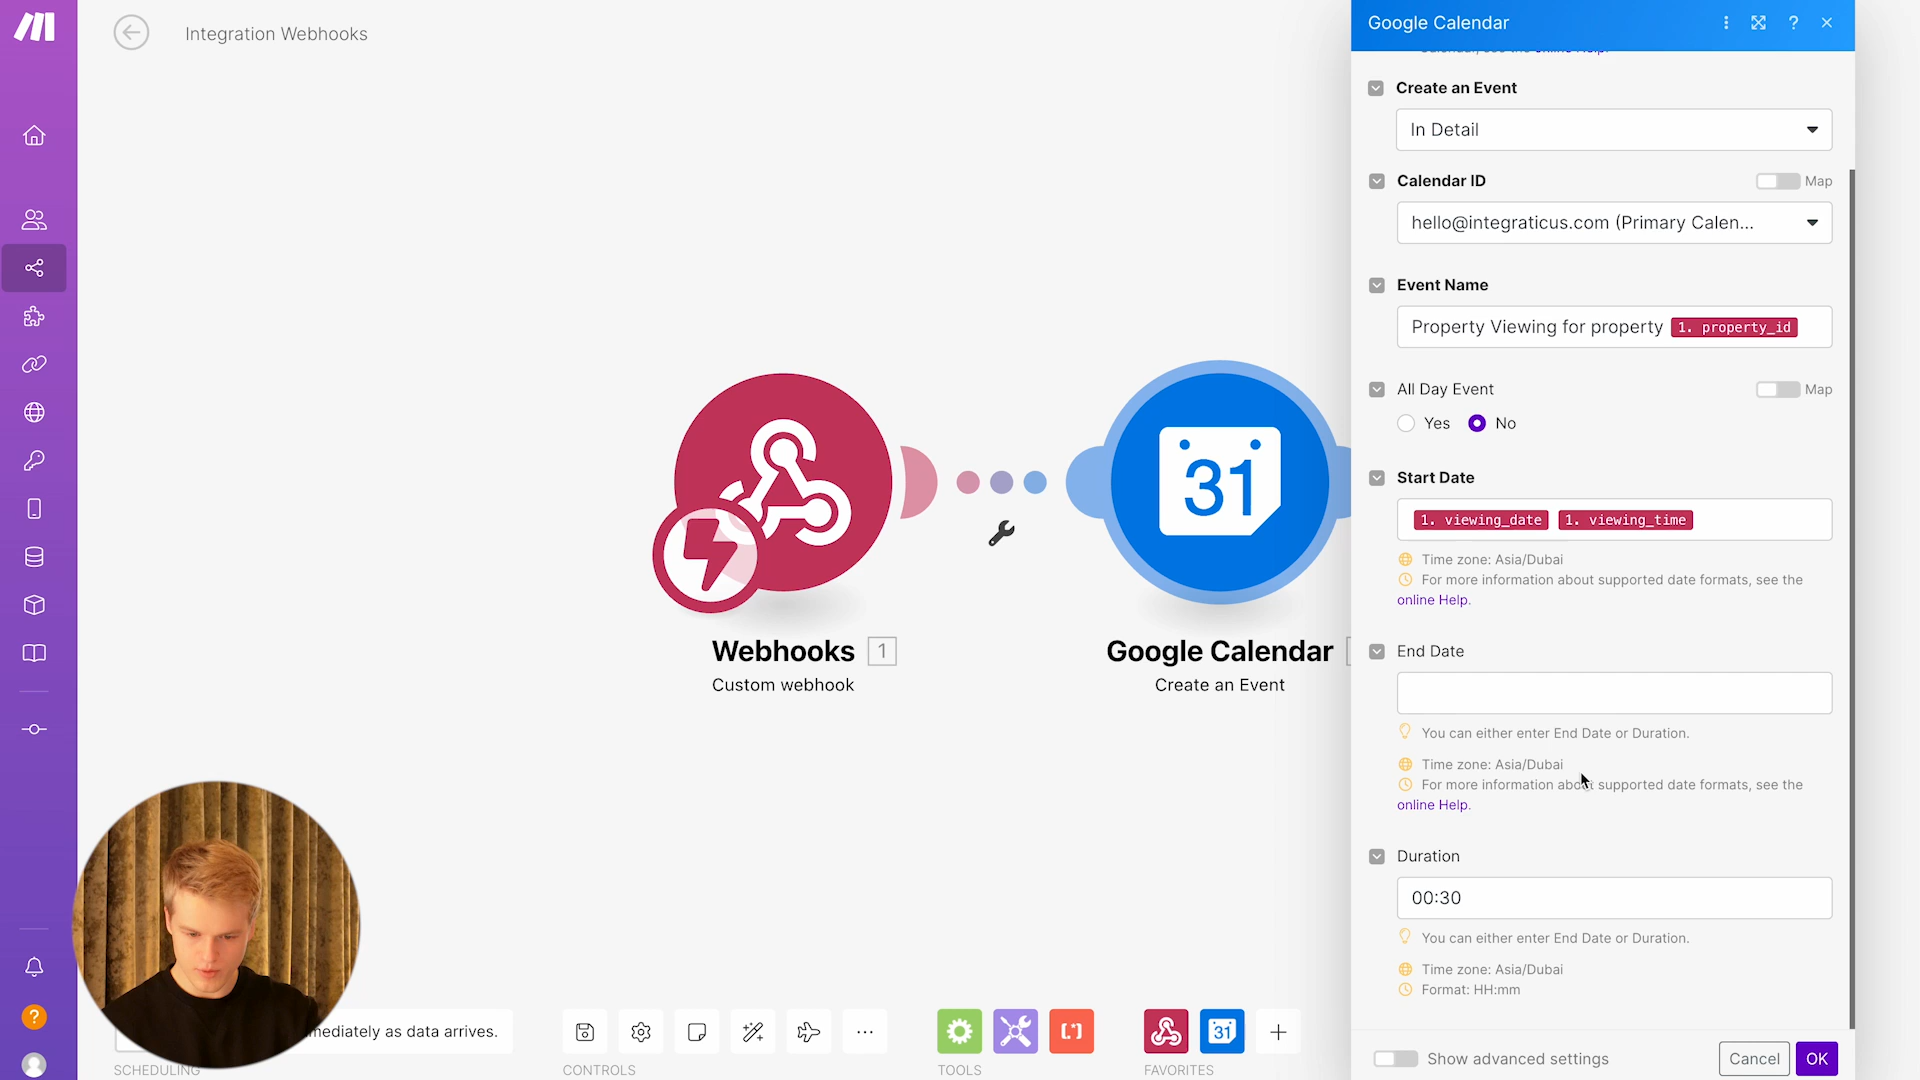 Integration Webhooks
Google Calendar
?
Create an Event
In Detail
Calendar ID
Map
hello@integraticus.com (Primary Calen...
Event Name
Property Viewing for property 1. property_id
All Day Event
Map
Yes
No
Start Date
1. viewing_date 1. viewing_time
Time zone: Asia/Dubai
For more information about supported date formats, see the
online Help.
End Date
You can either enter End Date or Duration.
Time zone: Asia/Dubai
For more information about supported date formats, see the
online Help.
Duration
00:30
You can either enter End Date or Duration.
Time zone: Asia/Dubai
Format: HH:mm
Show advanced settings
Cancel
OK
31
Webhooks 1
Custom webhook
Google Calendar
Create an Event
?
mediately as data arrives.
SCHEDULING
CONTROLS
[.*]
TOOLS
31
FAVORITES